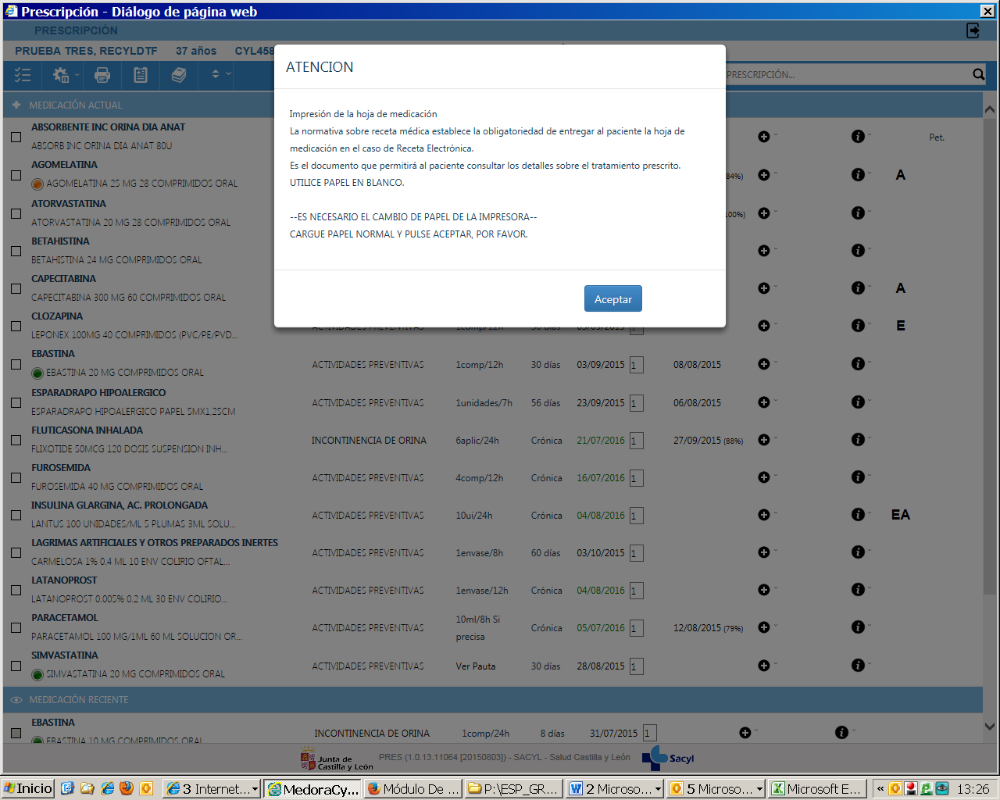 Prescripción - Diálogo de página web
PRESCRIPCIÓN
PRUEBA TRES, RECYLDTF 37 años
PRESCRIPCIÓN...
ATENCION
Impresión de la hoja de medicación
La normativa sobre receta médica establece la obligatoriedad de entregar al paciente la hoja de
medicación en el caso de Receta Electrónica.
Es el documento que permitirá al paciente consultar los detalles sobre el tratamiento prescrito.
UTILICE PAPEL EN BLANCO.
--ES NECESARIO EL CAMBIO DE PAPEL DE LA IMPRESORA--
CARGUE PAPEL NORMAL Y PULSE ACEPTAR, POR FAVOR.
Aceptar
MEDICACIÓN ACTUAL
ABSORBENTE INC ORINA DIA ANAT
ABSORB INC ORINA DIA ANAT 80U Pet.
AGOMELATINA
AGOMELATINA 25 MG 28 COMPRIMIDOS ORAL 84%) A
ATORVASTATINA
ATORVASTATINA 20 MG 28 COMPRIMIDOS ORAL 100%)
BETAHISTINA
BETAHISTINA 24 MG COMPRIMIDOS ORAL
CAPECITABINA
CAPECITABINA 300 MG 60 COMPRIMIDOS ORAL A
CLOZAPINA
LEPONEX 100MG 40 COMPRIMIDOS (PVC/PE/PVD... E
EBASTINA
EBASTINA 20 MG COMPRIMIDOS ORAL ACTIVIDADES PREVENTIVAS 1comp/12h 30 días 03/09/2015 1 08/08/2015
ESPARADRAPO HIPOALERGICO
ESPARADRAPO HIPOALERGICO PAPEL 5MX1,25CM ACTIVIDADES PREVENTIVAS 1unidades/7h 56 días 23/09/2015 1 06/08/2015
FLUTICASONA INHALADA
FLIXOTIDE 50MCG 120 DOSIS SUSPENSION INH... INCONTINENCIA DE ORINA 6aplic/24h Crónica 21/07/2016 1 27/09/2015 (88%)
FUROSEMIDA
FUROSEMIDA 40 MG COMPRIMIDOS ORAL ACTIVIDADES PREVENTIVAS 4comp/12h Crónica 16/07/2016 1
INSULINA GLARGINA, AC. PROLONGADA
LANTUS 100 UNIDADES/ML 5 PLUMAS 3ML SOLU... ACTIVIDADES PREVENTIVAS 10ui/24h Crónica 04/08/2016 1 EA
LAGRIMAS ARTIFICIALES Y OTROS PREPARADOS INERTES
CARMELOSA 1% 0.4 ML 10 ENV COLIRIO OFTAL... ACTIVIDADES PREVENTIVAS 1envase/8h 60 días 03/10/2015 1
LATANOPROST
LATANOPROST 0.005% 0.2 ML 30 ENV COLIRIO... ACTIVIDADES PREVENTIVAS 1envase/12h Crónica 04/08/2016 1
PARACETAMOL
PARACETAMOL 100 MG/1ML 60 ML SOLUCION OR... ACTIVIDADES PREVENTIVAS 10ml/8h Si precisa Crónica 05/07/2016 1 12/08/2015 (79%)
SIMVASTATINA
SIMVASTATINA 20 MG COMPRIMIDOS ORAL ACTIVIDADES PREVENTIVAS Ver Pauta 30 días 28/08/2015 1
MEDICACIÓN RECIENTE
EBASTINA
EBASTINA 10 MG COMPRIMIDOS ORAL INCONTINENCIA DE ORINA 1comp/24h 8 días 31/07/2015 1
Junta de Castilla y León PRES (1.0.13.11064 [20150803]) - SACYL - Salud Castilla y León Sacyl
Inicio 3 Internet... MedoraCy... Módulo De ... P:\ESP_GR... 2 Microso... 5 Microso... Microsoft E... « 13:26